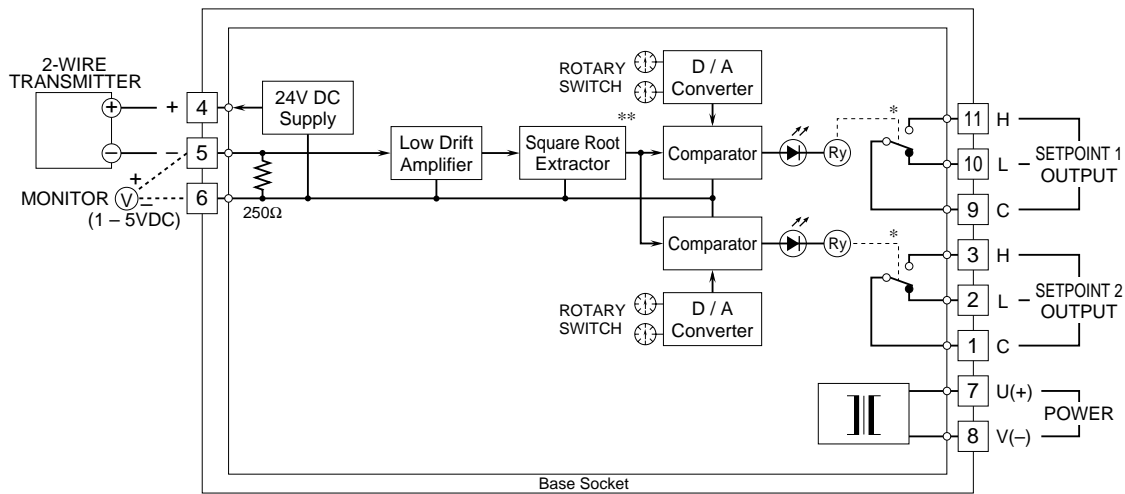 2-WIRE
TRANSMITTER
+
–
+
4
–
5
6
+
MONITOR V
–
(1 – 5VDC)
24V DC
Supply
250Ω
Low Drift
Amplifier
Square Root
Extractor
**
ROTARY
SWITCH
D / A
Converter
Comparator
Ry
*
Comparator
Ry
*
ROTARY
SWITCH
D / A
Converter
11 H
10 L
9 C
SETPOINT 1
OUTPUT
3 H
2 L
1 C
SETPOINT 2
OUTPUT
7 U(+)
8 V(–)
POWER
Base Socket